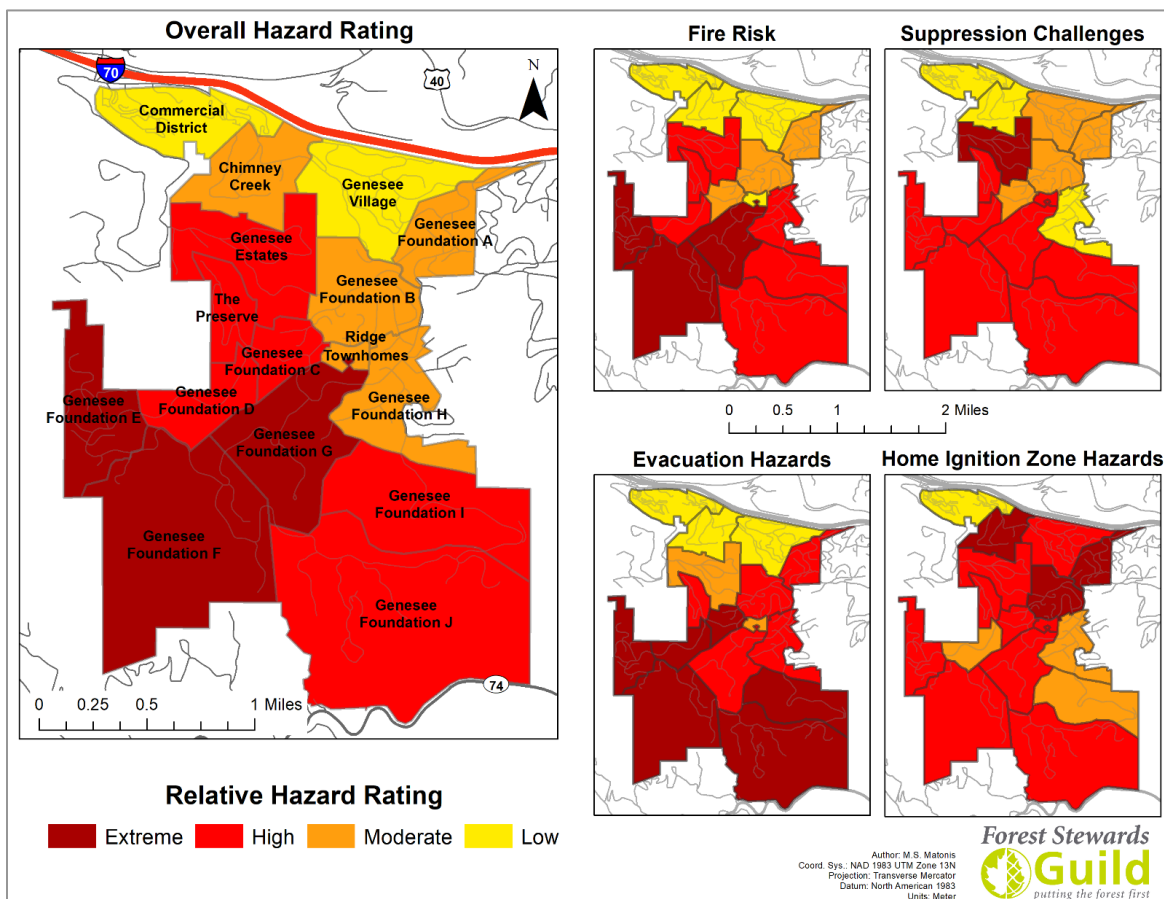 Overall Hazard Rating
70
40
N
Commercial
District
Chimney
Creek
Genesee
Village
Genesee
Foundation A
Genesee
Estates
Genesee
Foundation B
The
Preserve
Ridge
Townhomes
Genesee
Foundation C
Genesee
Foundation D
Genesee
Foundation E
Genesee
Foundation H
Genesee
Foundation G
Genesee
Foundation I
Genesee
Foundation F
Genesee
Foundation J
74
0 0.25 0.5 1 Miles
Relative Hazard Rating
Extreme High Moderate Low
Fire Risk
Suppression Challenges
0 0.5 1 2 Miles
Evacuation Hazards
Home Ignition Zone Hazards
Author: M.S. Matonis
Coord. Sys.: NAD 1983 UTM Zone 13N
Projection: Transverse Mercator
Datum: North American 1983
Units: Meter
Forest Stewards
Guild
putting the forest first